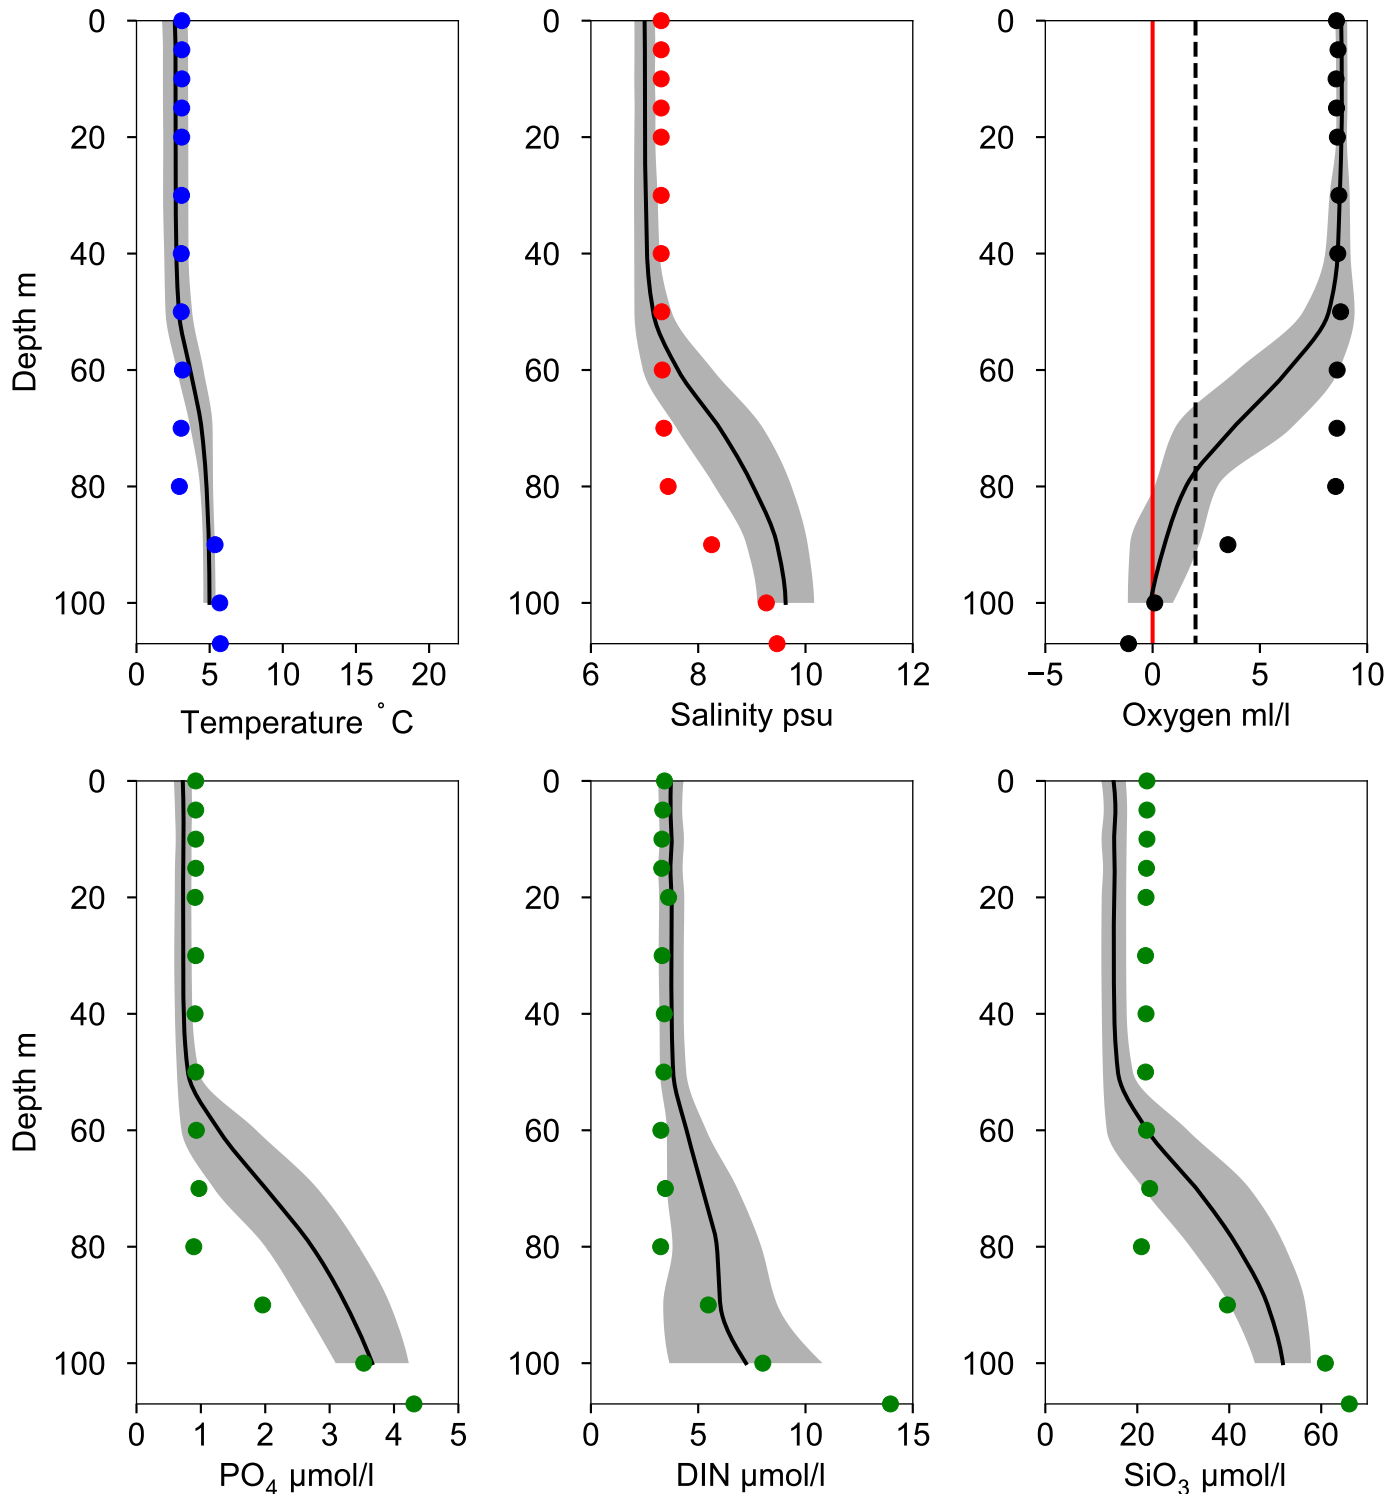 0
20
40
60
80
100
Depth m
0 5 10 15 20
Temperature °C
0
20
40
60
80
100
6 8 10 12
Salinity psu
0
20
40
60
80
100
−5 0 5 10
Oxygen ml/l
0
20
40
60
80
100
Depth m
0 1 2 3 4 5
PO₄ µmol/l
0
20
40
60
80
100
0 5 10 15
DIN µmol/l
0
20
40
60
80
100
0 20 40 60
SiO₃ µmol/l